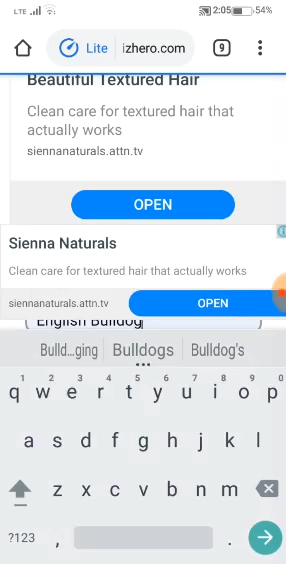 LTE 2:05 54%
Lite izhero.com 9
Beautiful Textured Hair
Clean care for textured hair that
actually works
siennanaturals.attn.tv
OPEN
Sienna Naturals
Clean care for textured hair that actually works
siennanaturals.attn.tv OPEN
English Bulldog
Bulld...ging Bulldogs Bulldog's
1 2 3 4 5 6 7 8 9 0
q w e r t y u i o p
a s d f g h j k l
z x c v b n m
?123 , .